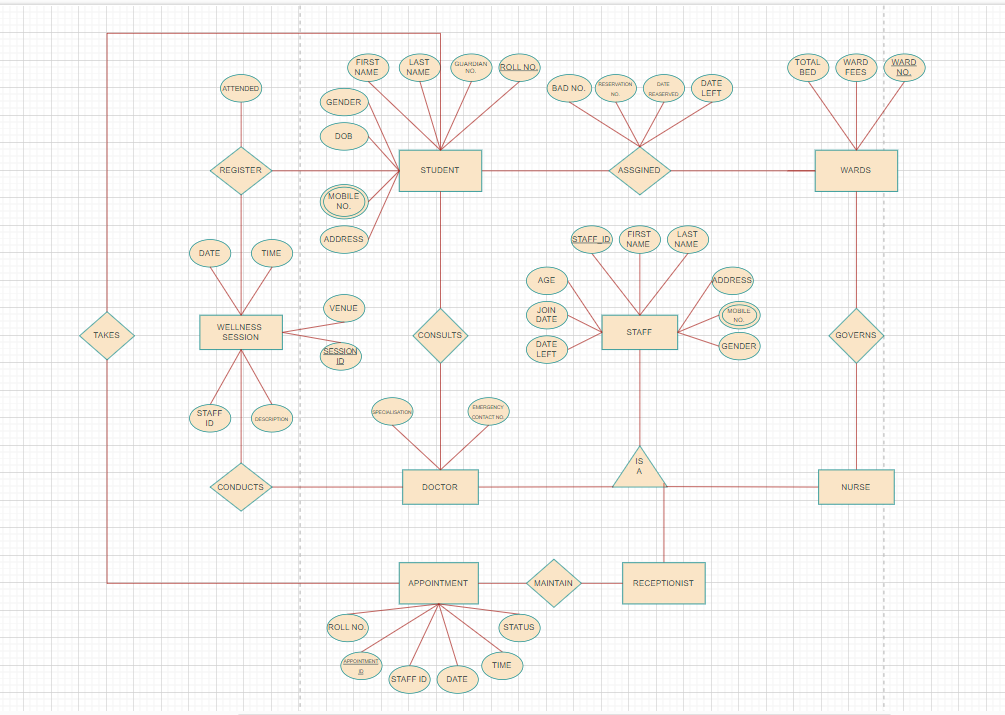 FIRST
NAME
LAST
NAME
GUARDIAN
NO.
ROLL NO.
TOTAL
BED
WARD
FEES
WARD
NO.
ATTENDED
GENDER
BAD NO.
RESERVATION
NO.
DATE
REASERVED
DATE
LEFT
DOB
REGISTER
STUDENT
ASSGINED
WARDS
MOBILE
NO.
ADDRESS
STAFF_ID
FIRST
NAME
LAST
NAME
DATE
TIME
AGE
ADDRESS
VENUE
JOIN
DATE
MOBILE
NO.
TAKES
WELLNESS
SESSION
CONSULTS
STAFF
GOVERNS
SESSION
ID
DATE
LEFT
GENDER
STAFF
ID
DESCRIPTION
SPECIALISATION
EMERGENCY
CONTACT NO.
IS
A
CONDUCTS
DOCTOR
NURSE
APPOINTMENT
MAINTAIN
RECEPTIONIST
ROLL NO.
STATUS
APPOINTMENT
ID
TIME
STAFF ID
DATE